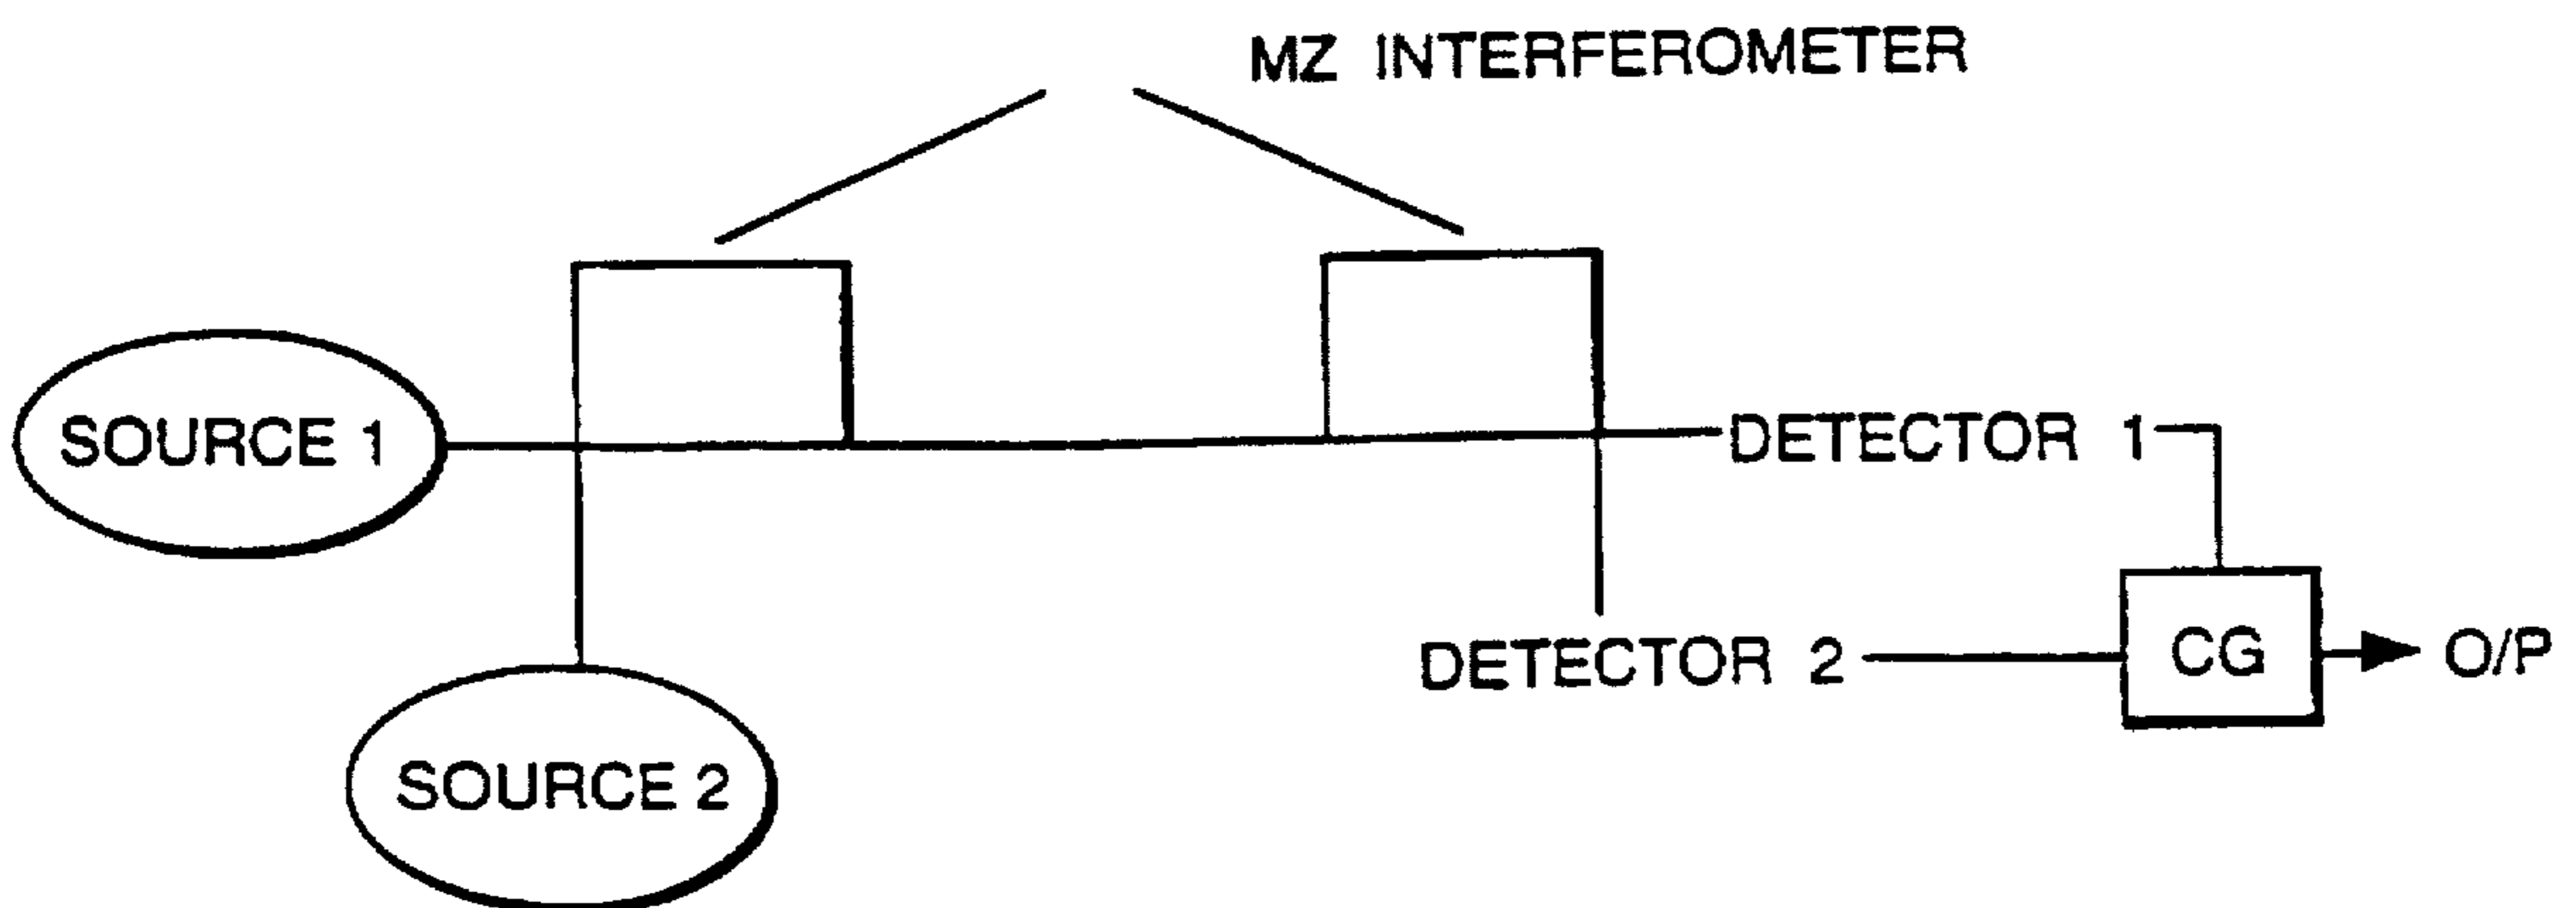 MZ INTERFEROMETER
SOURCE 1
DETECTOR 1
DETECTOR 2
CG
O/P
SOURCE 2